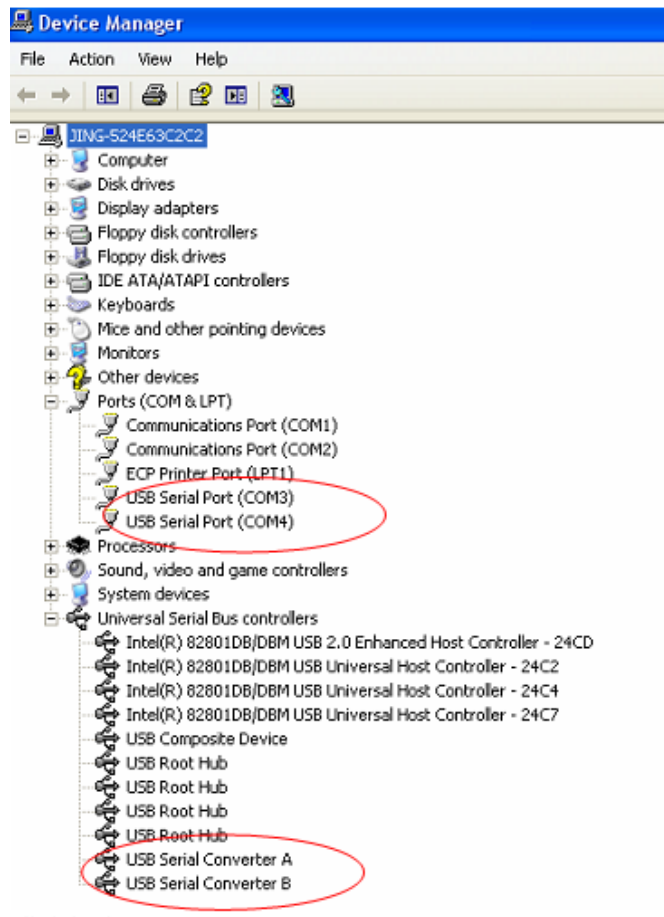 Device Manager
File Action View Help
JING-524E63C2C2
Computer
Disk drives
Display adapters
Floppy disk controllers
Floppy disk drives
IDE ATA/ATAPI controllers
Keyboards
Mice and other pointing devices
Monitors
Other devices
Ports (COM & LPT)
Communications Port (COM1)
Communications Port (COM2)
ECP Printer Port (LPT1)
USB Serial Port (COM3)
USB Serial Port (COM4)
Processors
Sound, video and game controllers
System devices
Universal Serial Bus controllers
Intel(R) 82801DB/DBM USB 2.0 Enhanced Host Controller - 24CD
Intel(R) 82801DB/DBM USB Universal Host Controller - 24C2
Intel(R) 82801DB/DBM USB Universal Host Controller - 24C4
Intel(R) 82801DB/DBM USB Universal Host Controller - 24C7
USB Composite Device
USB Root Hub
USB Root Hub
USB Root Hub
USB Root Hub
USB Serial Converter A
USB Serial Converter B